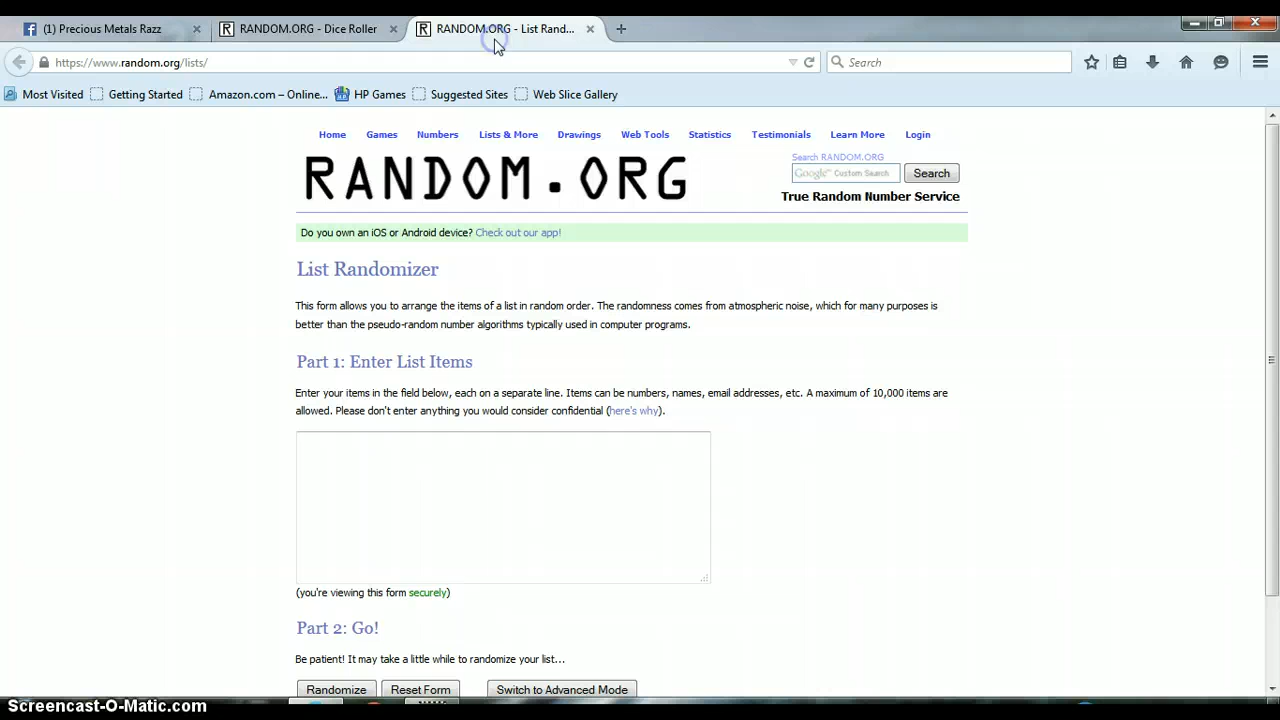 (1) Precious Metals Razz
RANDOM.ORG - Dice Roller
RANDOM.ORG - List Rand...
https://www.random.org/lists/
Search
Most Visited
Getting Started
Amazon.com – Online...
HP Games
Suggested Sites
Web Slice Gallery
Home Games Numbers Lists & More Drawings Web Tools Statistics Testimonials Learn More Login
RANDOM.ORG
Search RANDOM.ORG
Google™ Custom Search
Search
True Random Number Service
Do you own an iOS or Android device? Check out our app!
List Randomizer
This form allows you to arrange the items of a list in random order. The randomness comes from atmospheric noise, which for many purposes is
better than the pseudo-random number algorithms typically used in computer programs.
Part 1: Enter List Items
Enter your items in the field below, each on a separate line. Items can be numbers, names, email addresses, etc. A maximum of 10,000 items are
allowed. Please don't enter anything you would consider confidential (here's why).
(you're viewing this form securely)
Part 2: Go!
Be patient! It may take a little while to randomize your list...
Randomize
Reset Form
Switch to Advanced Mode
Screencast-O-Matic.com